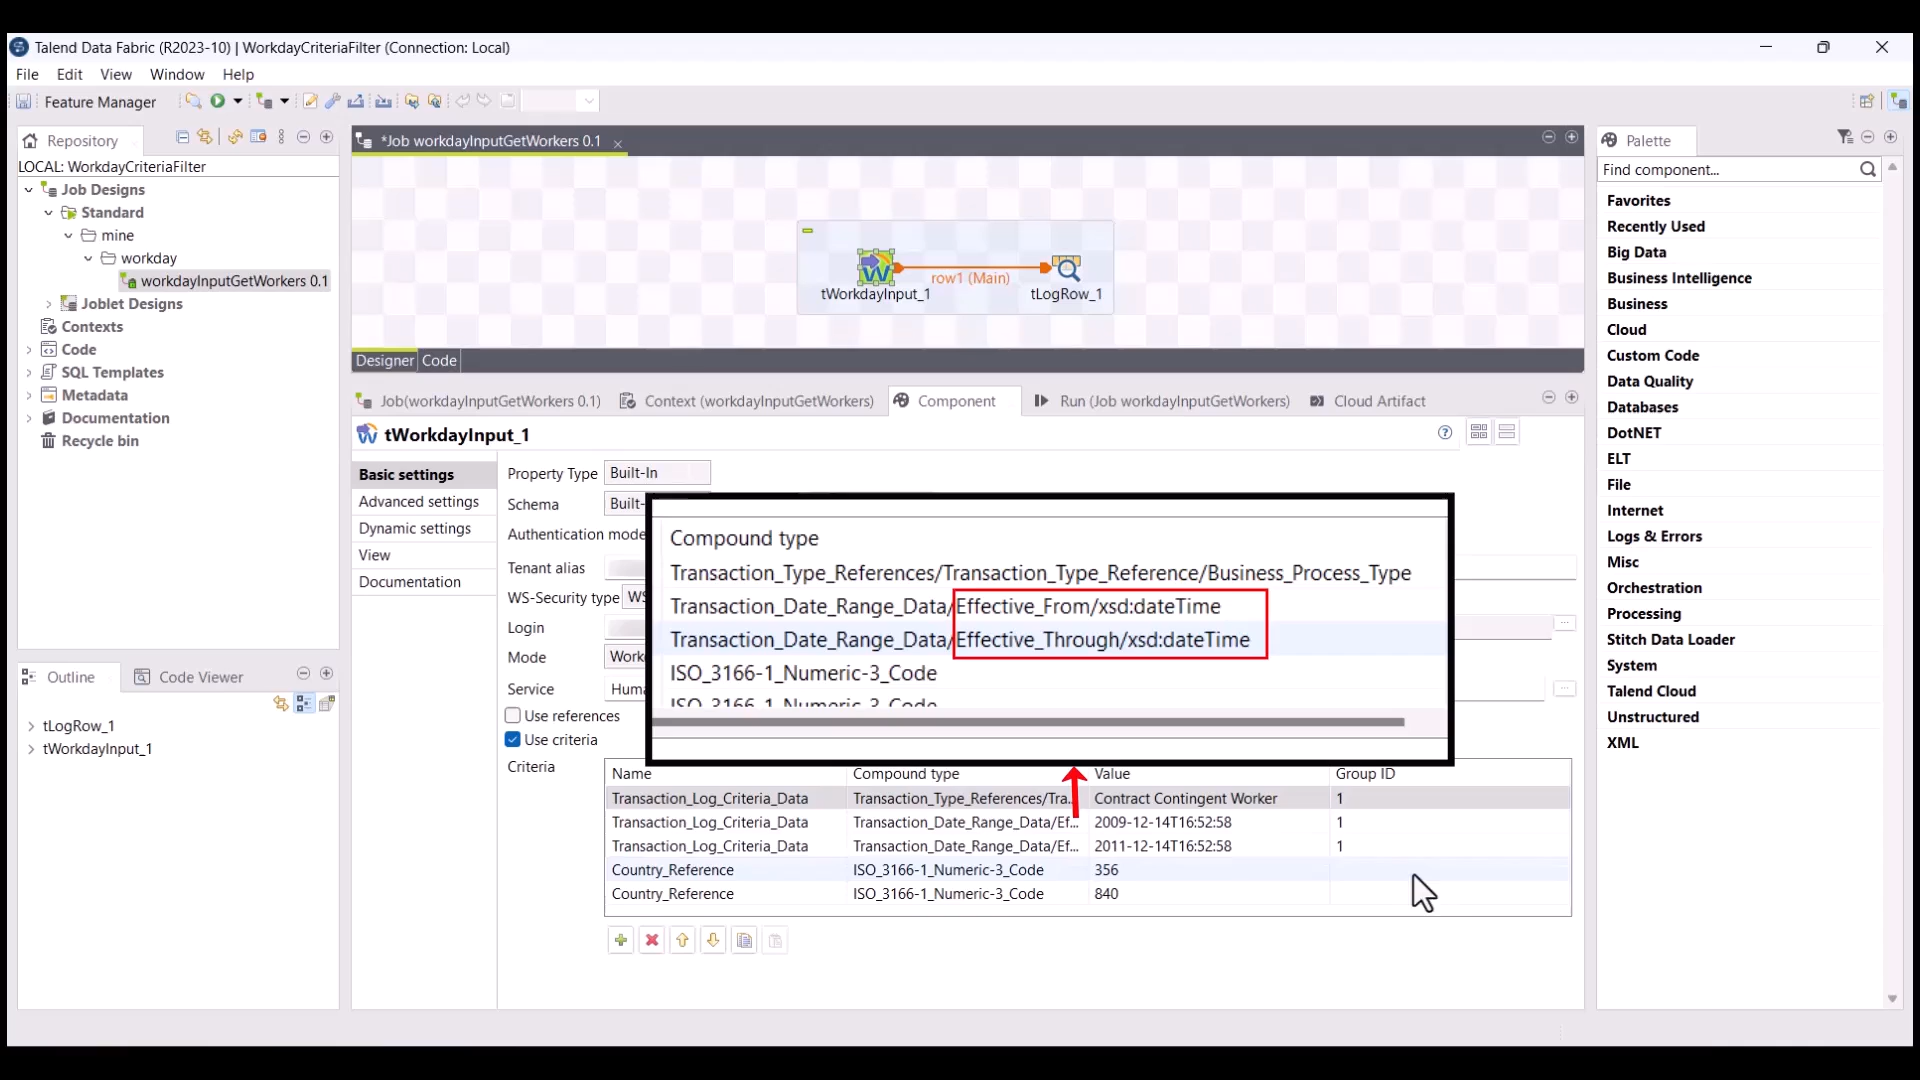 Talend Data Fabric (R2023-10) | WorkdayCriteriaFilter (Connection: Local)
File Edit View Window Help
Feature Manager
Repository
LOCAL: WorkdayCriteriaFilter
Job Designs
Standard
mine
workday
workdayInputGetWorkers 0.1
Joblet Designs
Contexts
Code
SQL Templates
Metadata
Documentation
Recycle bin
Outline
Code Viewer
tLogRow_1
tWorkdayInput_1
*Job workdayInputGetWorkers 0.1
row1 (Main)
tWorkdayInput_1
tLogRow_1
Designer Code
Job(workdayInputGetWorkers 0.1) Context (workdayInputGetWorkers) Component Run (Job workdayInputGetWorkers) Cloud Artifact
tWorkdayInput_1
Basic settings
Advanced settings
Dynamic settings
View
Documentation
Property Type Built-In
Schema Built-
Authentication mode
Tenant alias
WS-Security type WS
Login
Mode Work
Service Huma
Use references
Use criteria
Compound type
Transaction_Type_References/Transaction_Type_Reference/Business_Process_Type
Transaction_Date_Range_Data/Effective_From/xsd:dateTime
Transaction_Date_Range_Data/Effective_Through/xsd:dateTime
ISO_3166-1_Numeric-3_Code
ISO_3166-1_Numeric-3_Code
Criteria
Name Compound type Value Group ID
Transaction_Log_Criteria_Data Transaction_Type_References/Tra... Contract Contingent Worker 1
Transaction_Log_Criteria_Data Transaction_Date_Range_Data/Ef... 2009-12-14T16:52:58 1
Transaction_Log_Criteria_Data Transaction_Date_Range_Data/Ef... 2011-12-14T16:52:58 1
Country_Reference ISO_3166-1_Numeric-3_Code 356
Country_Reference ISO_3166-1_Numeric-3_Code 840
Palette
Find component...
Favorites
Recently Used
Big Data
Business Intelligence
Business
Cloud
Custom Code
Data Quality
Databases
DotNET
ELT
File
Internet
Logs & Errors
Misc
Orchestration
Processing
Stitch Data Loader
System
Talend Cloud
Unstructured
XML